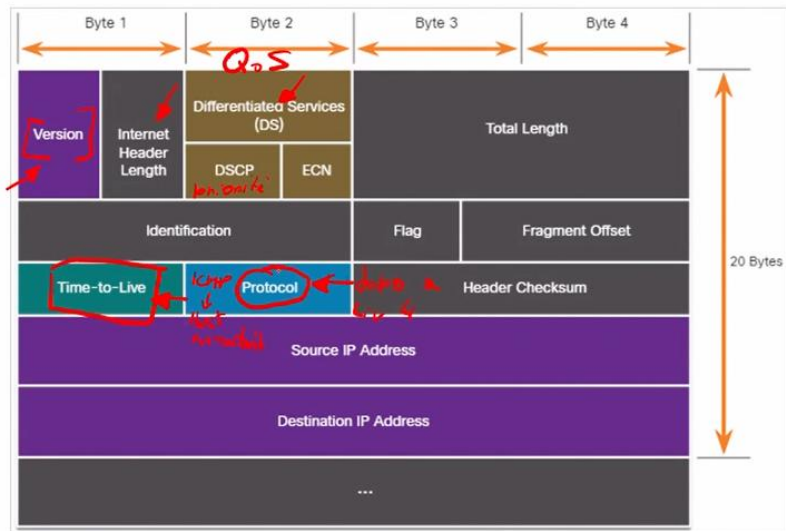 Byte 1 Byte 2 Byte 3 Byte 4
QoS
Version
Internet
Header
Length
Differentiated Services
(DS)
DSCP
ECN
Total Length
Identification
Flag
Fragment Offset
20 Bytes
Time-to-Live
ICMP
Protocol
Header Checksum
Source IP Address
Destination IP Address
...